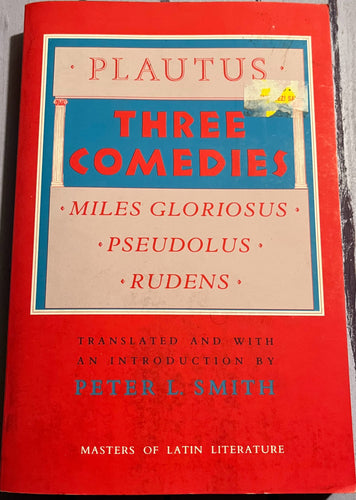 PLAUTUS
THREE
COMEDIES
MILES GLORIOSUS
PSEUDOLUS
RUDENS
TRANSLATED AND WITH
AN INTRODUCTION BY
PETER L. SMITH
MASTERS OF LATIN LITERATURE